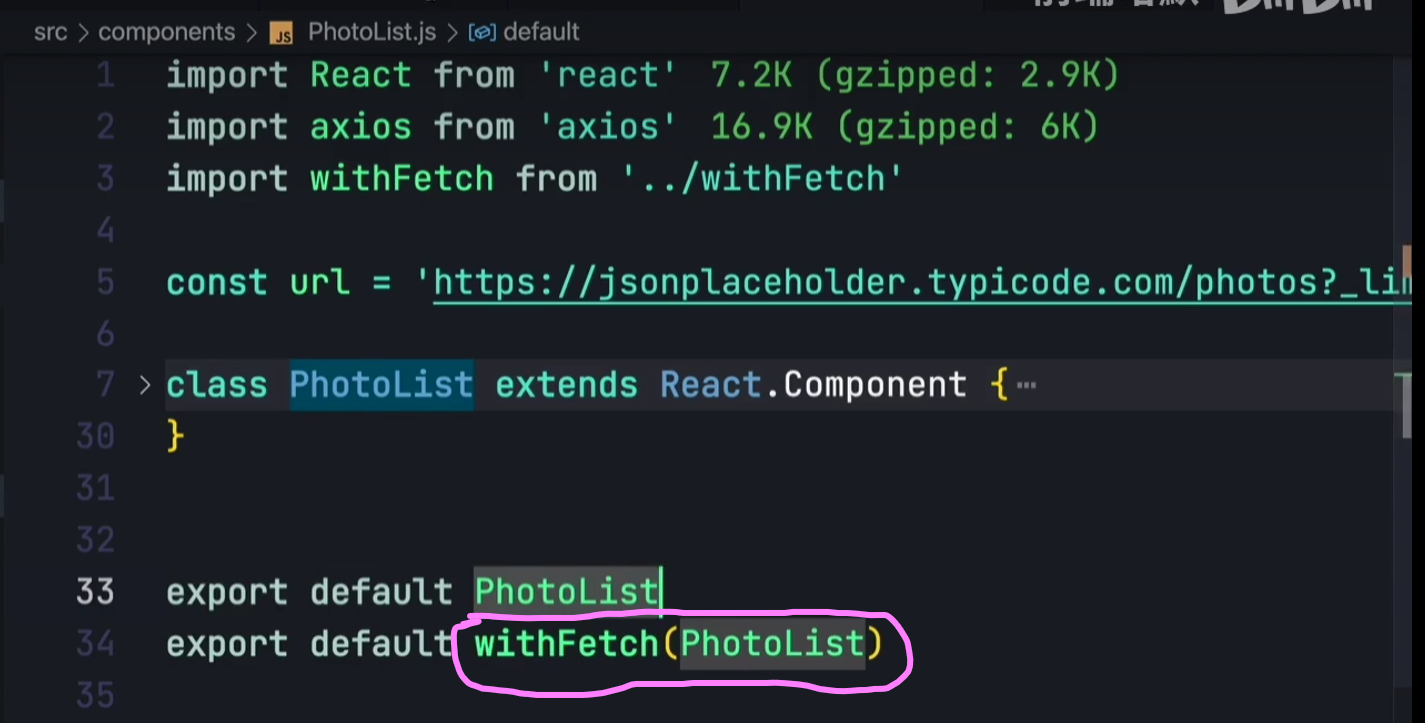 src > components > JS PhotoList.js > default
1 import React from 'react' 7.2K (gzipped: 2.9K)
2 import axios from 'axios' 16.9K (gzipped: 6K)
3 import withFetch from '../withFetch'
4
5 const url = 'https://jsonplaceholder.typicode.com/photos?_lim
6
7 > class PhotoList extends React.Component { ⋯
30 }
31
32
33 export default PhotoList
34 export default withFetch(PhotoList)
35